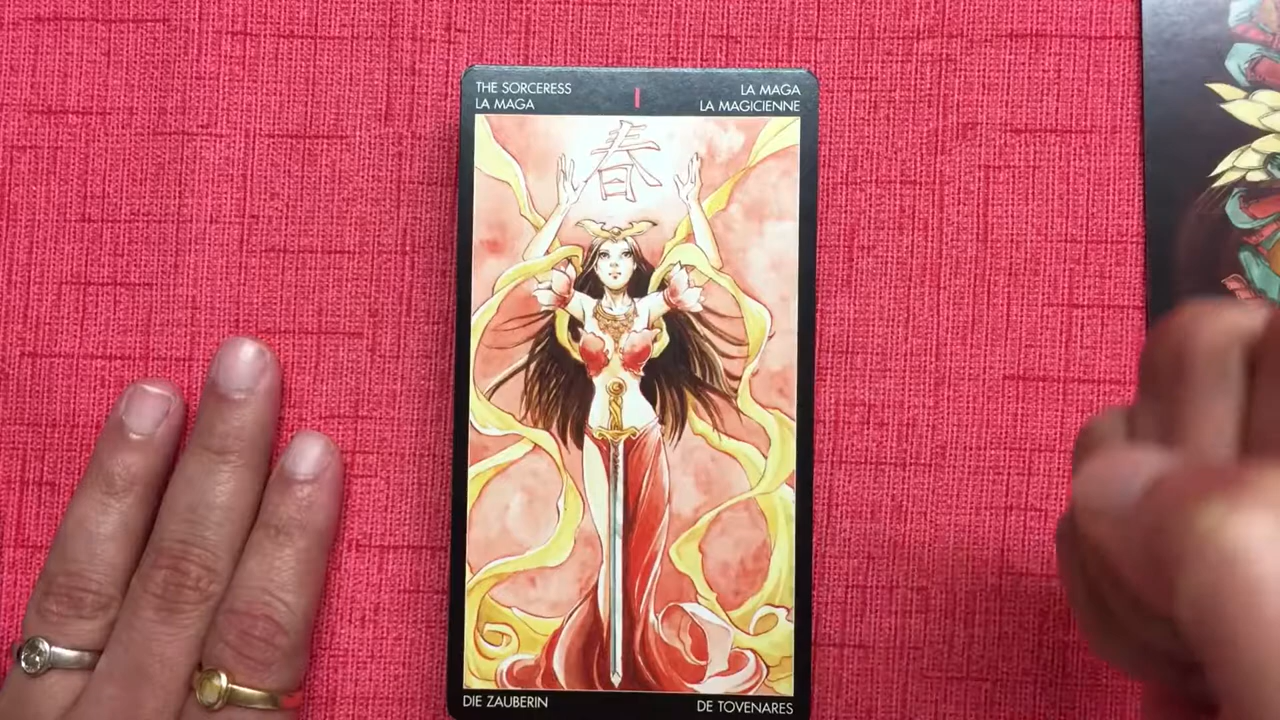 THE SORCERESS
LA MAGA
I
LA MAGA
LA MAGICIENNE
春
DIE ZAUBERIN
DE TOVENARES